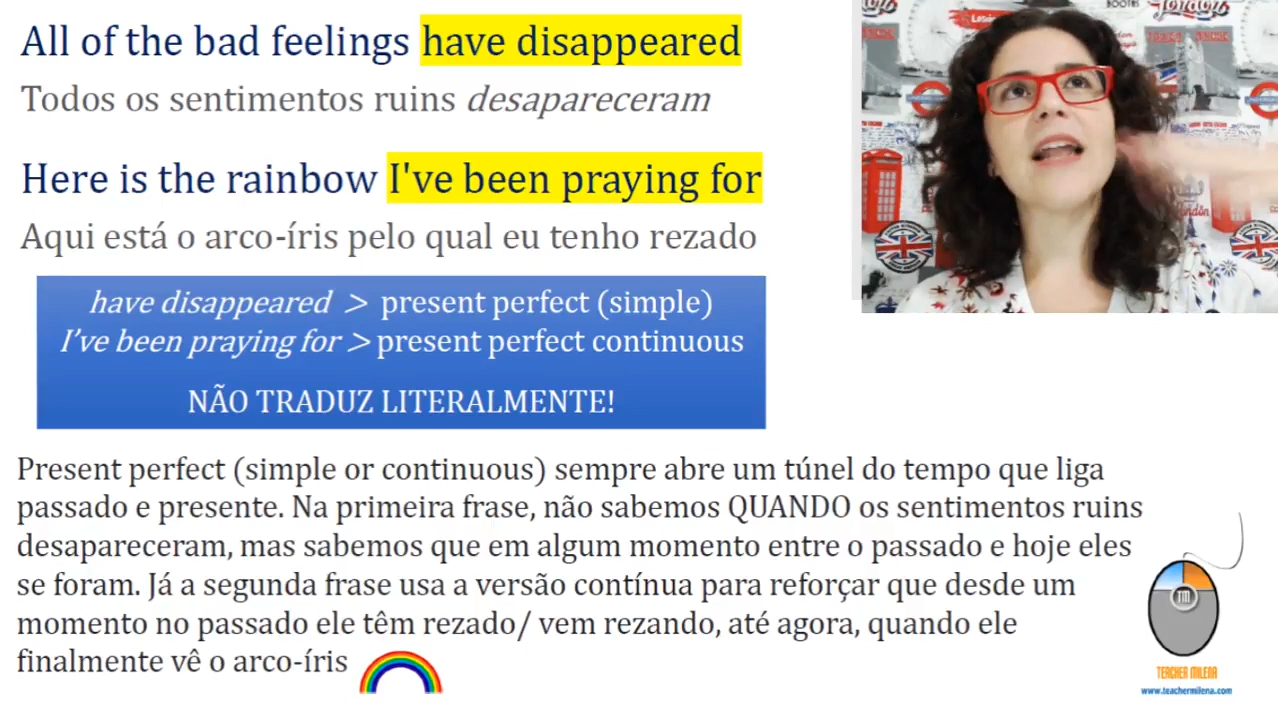 All of the bad feelings have disappeared
Todos os sentimentos ruins desapareceram
Here is the rainbow I've been praying for
Aqui está o arco-íris pelo qual eu tenho rezado
have disappeared > present perfect (simple)
I've been praying for > present perfect continuous
NÃO TRADUZ LITERALMENTE!
Present perfect (simple or continuous) sempre abre um túnel do tempo que liga
passado e presente. Na primeira frase, não sabemos QUANDO os sentimentos ruins
desapareceram, mas sabemos que em algum momento entre o passado e hoje eles
se foram. Já a segunda frase usa a versão contínua para reforçar que desde um
momento no passado ele têm rezado/ vem rezando, até agora, quando ele
finalmente vê o arco-íris
TM
TEACHER MILENA
www.teachermilena.com